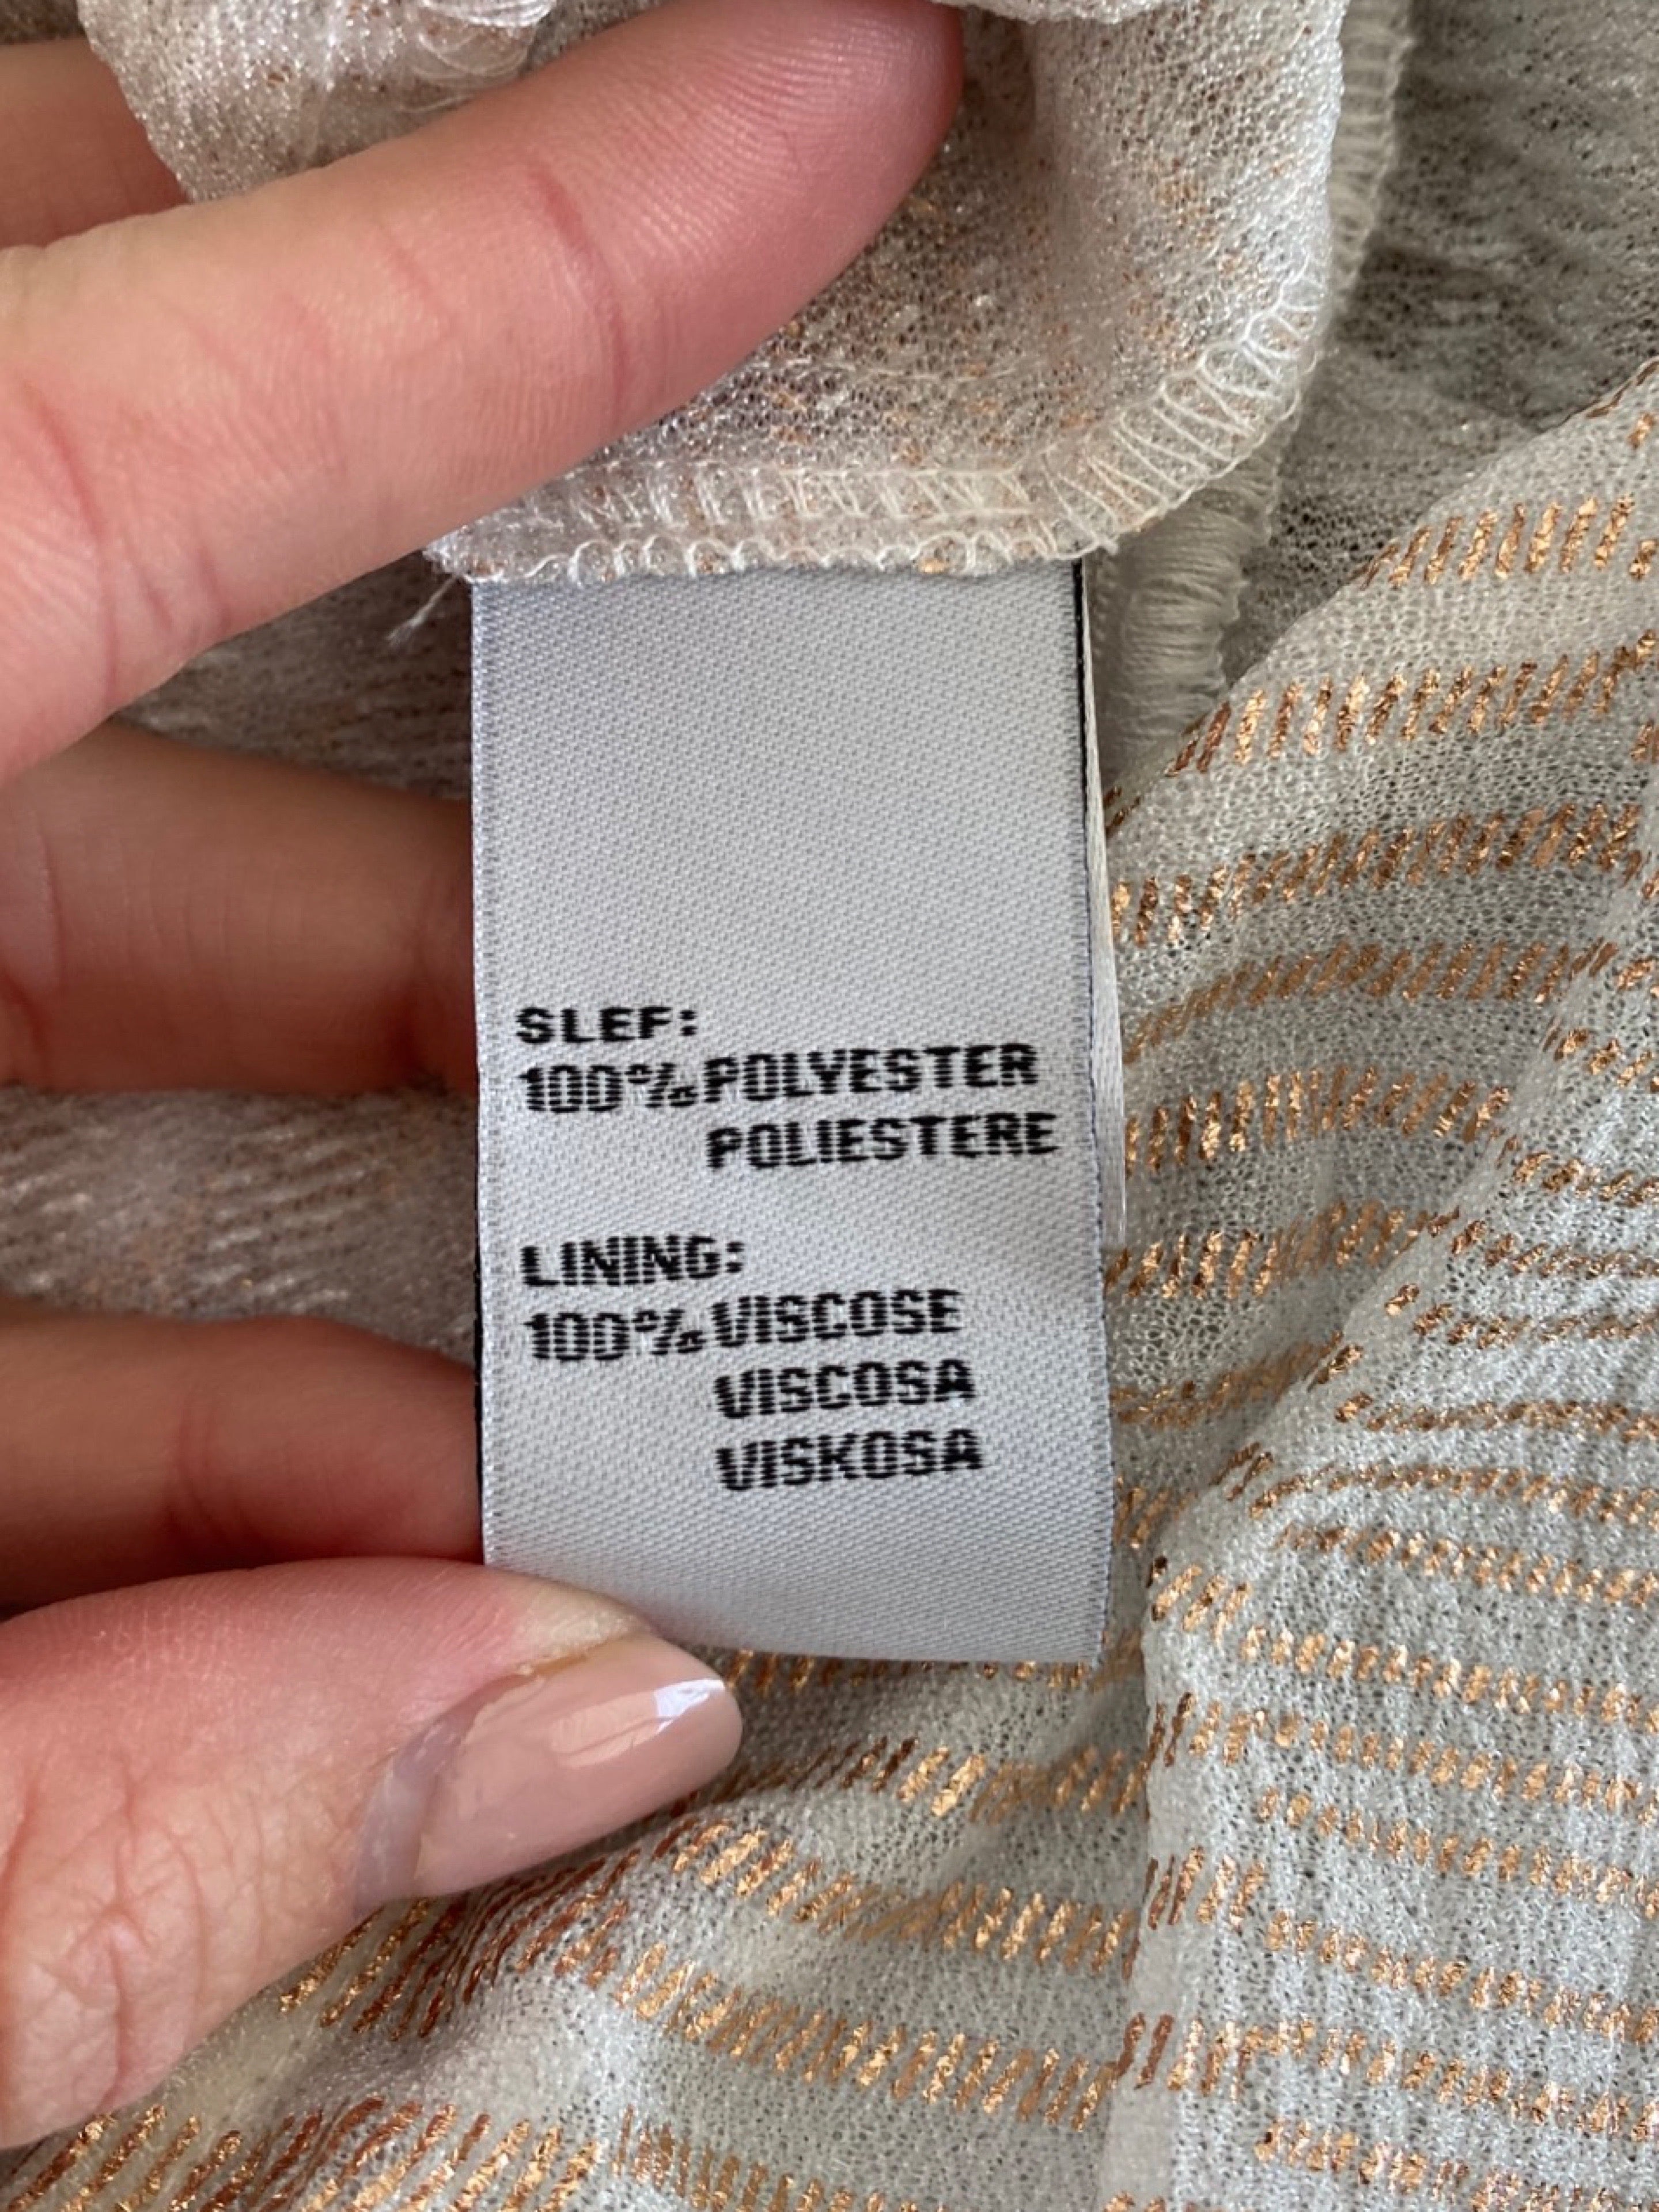 SLEF:
100% POLYESTER
POLIESTERE
LINING:
100% VISCOSE
VISCOSA
VISKOSA